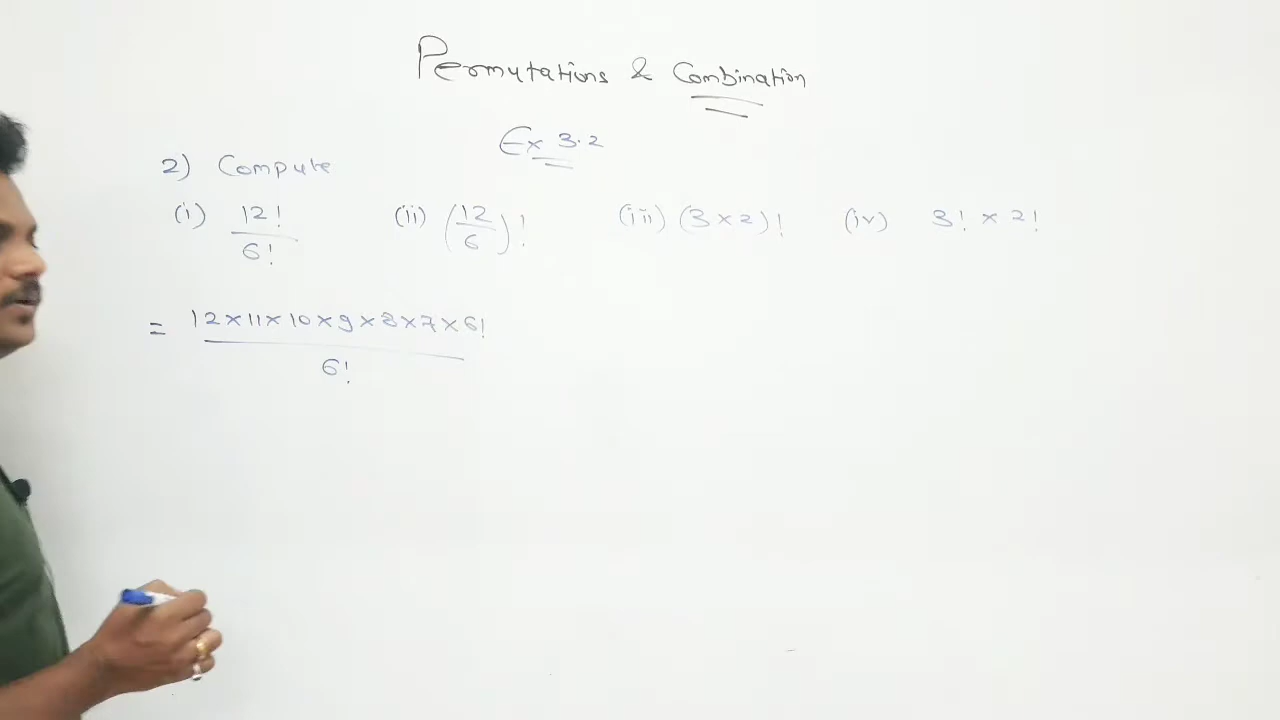 Permutations & Combination
Ex 3.2
2) Compute
(i) 12!/6! (ii) (12/6)! (iii) (3×2)! (iv) 3! × 2!
= 12×11×10×9×8×7×6!
6!